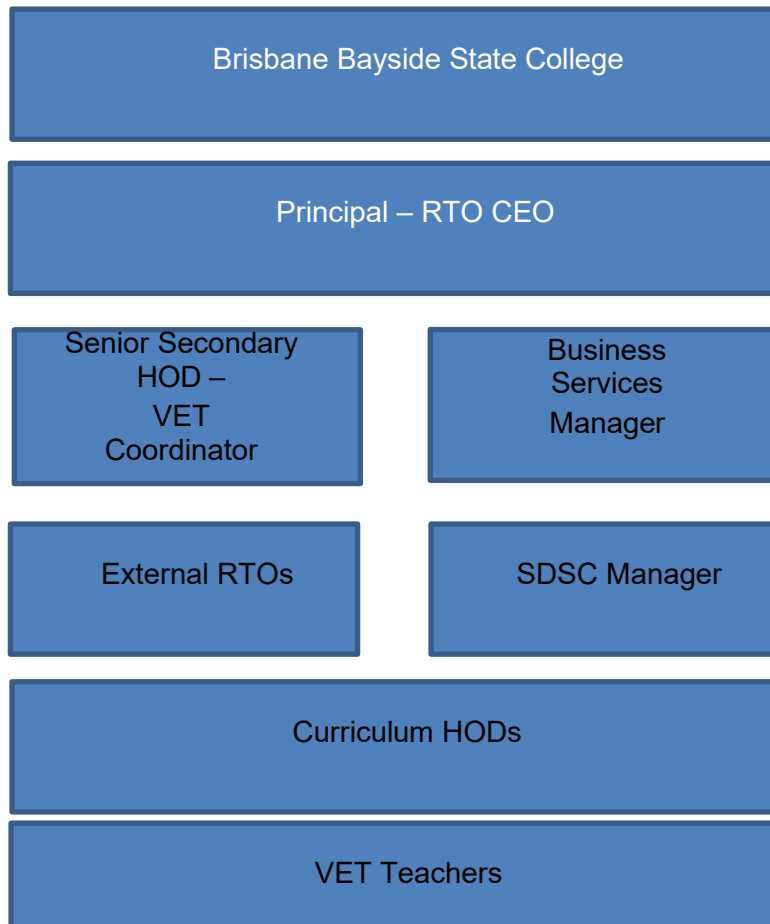 Brisbane Bayside State College
Principal – RTO CEO
Senior Secondary
HOD –
VET
Coordinator
Business
Services
Manager
External RTOs
SDSC Manager
Curriculum HODs
VET Teachers